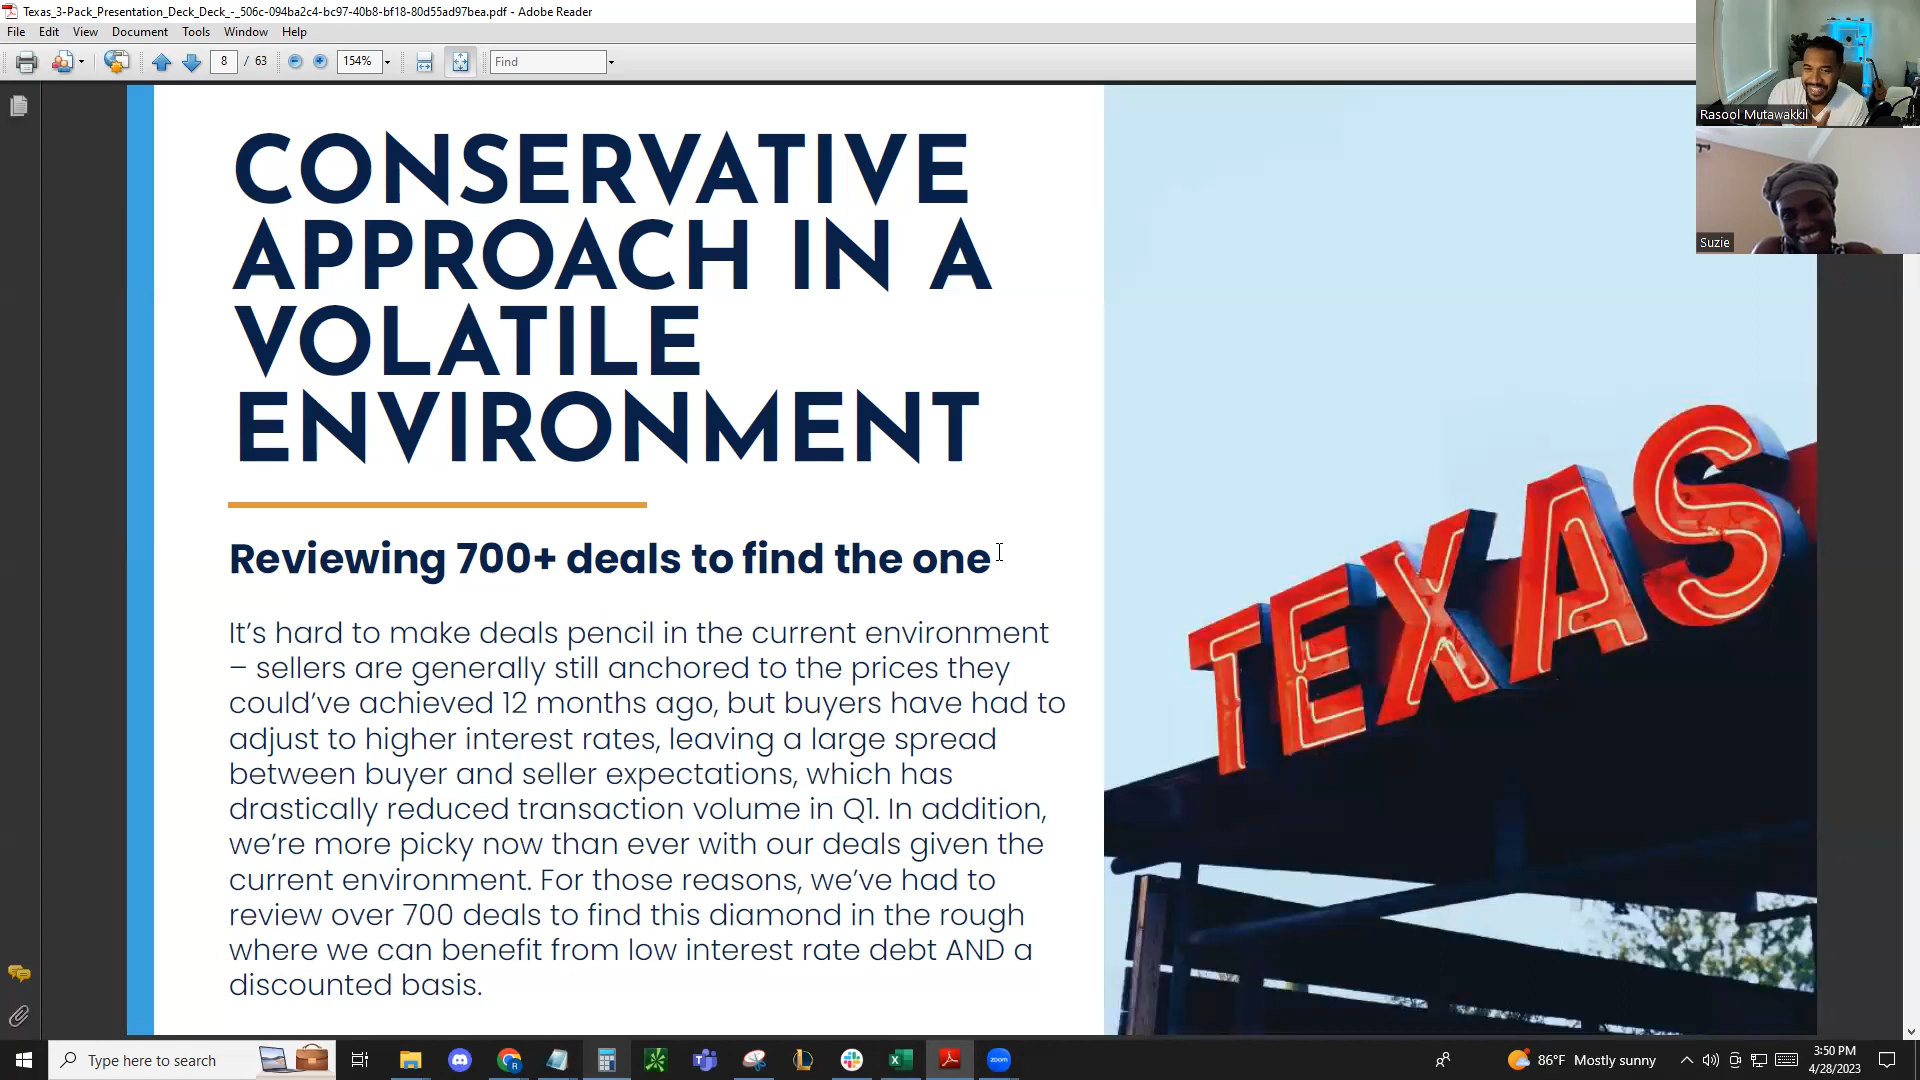 Texas_3-Pack_Presentation_Deck_Deck_-_506c-094ba2c4-bc97-40b8-bf18-80d55ad97bea.pdf - Adobe Reader
File Edit View Document Tools Window Help
8 / 63 154% Find
Rasool Mutawakkil
Suzie
CONSERVATIVE
APPROACH IN A
VOLATILE
ENVIRONMENT
Reviewing 700+ deals to find the one
It’s hard to make deals pencil in the current environment
– sellers are generally still anchored to the prices they
could’ve achieved 12 months ago, but buyers have had to
adjust to higher interest rates, leaving a large spread
between buyer and seller expectations, which has
drastically reduced transaction volume in Q1. In addition,
we’re more picky now than ever with our deals given the
current environment. For those reasons, we’ve had to
review over 700 deals to find this diamond in the rough
where we can benefit from low interest rate debt AND a
discounted basis.
TEXAS
Type here to search
zoom
86°F Mostly sunny
3:50 PM
4/28/2023